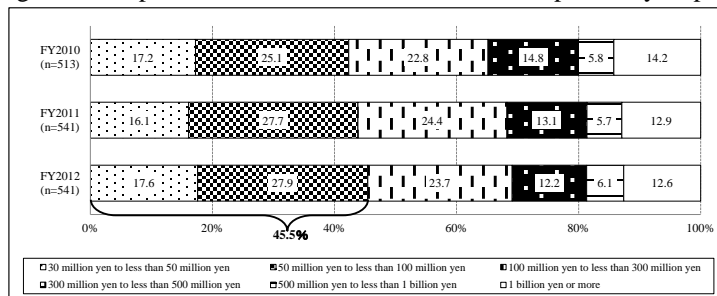 FY2010
(n=513)
17.2 25.1 22.8 14.8 5.8 14.2
FY2011
(n=541)
16.1 27.7 24.4 13.1 5.7 12.9
FY2012
(n=541)
17.6 27.9 23.7 12.2 6.1 12.6
0% 20% 40% 60% 80% 100%
45.5%
30 million yen to less than 50 million yen 50 million yen to less than 100 million yen 100 million yen to less than 300 million yen
300 million yen to less than 500 million yen 500 million yen to less than 1 billion yen 1 billion yen or more